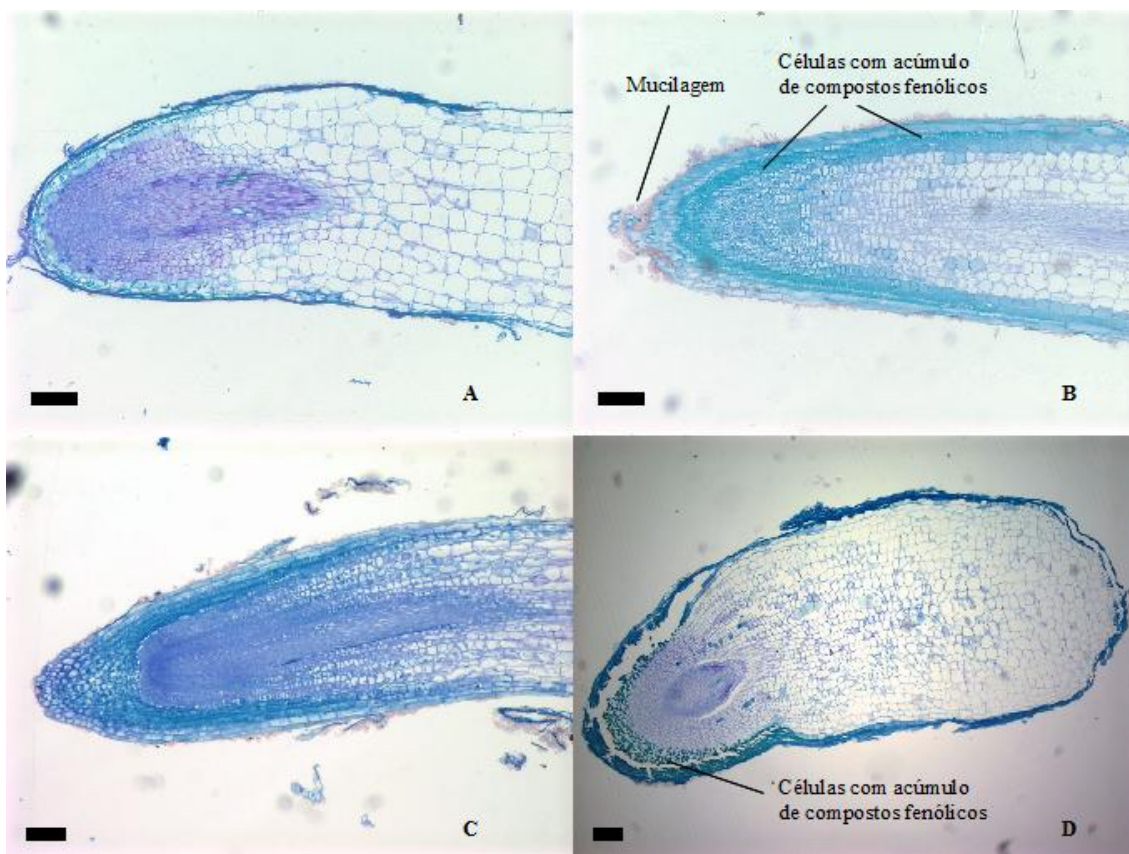 Mucilagem
Células com acúmulo
de compostos fenólicos
A
B
C
Células com acúmulo
de compostos fenólicos
D